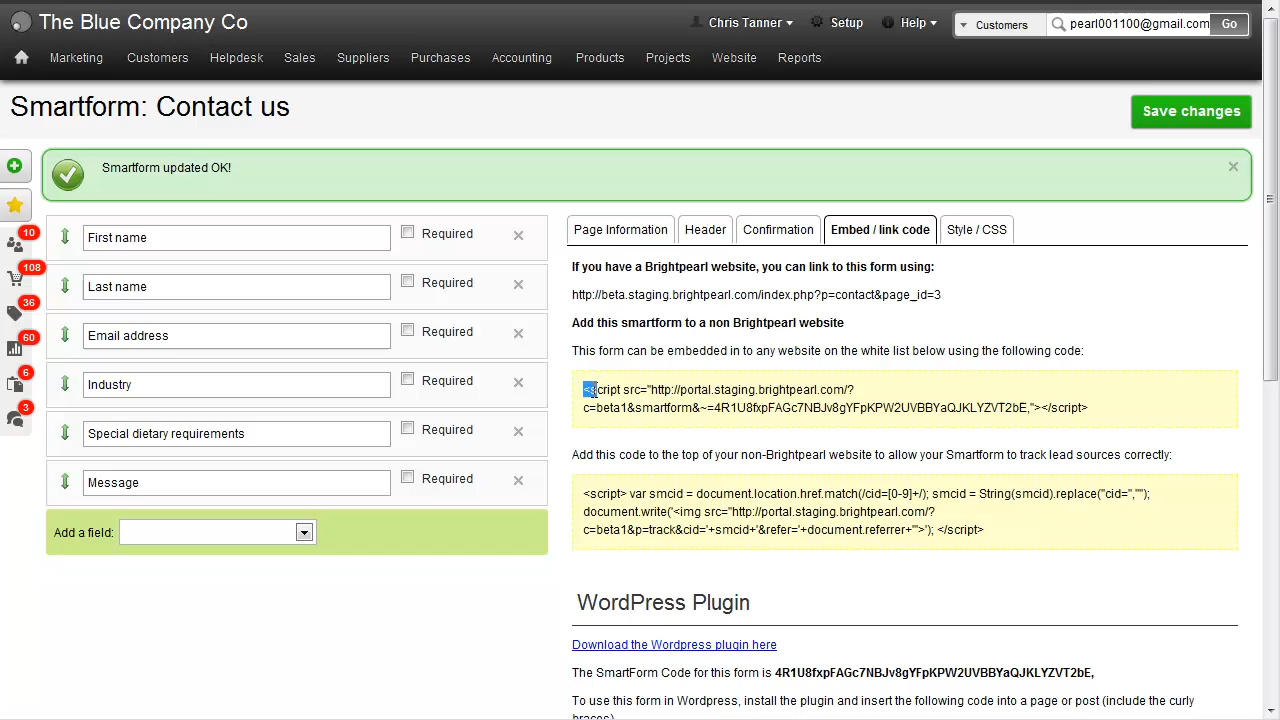 The Blue Company Co
Chris Tanner
Setup
Help
Customers
pearl001100@gmail.com
Go
Marketing
Customers
Helpdesk
Sales
Suppliers
Purchases
Accounting
Products
Projects
Website
Reports
Smartform: Contact us
Save changes
Smartform updated OK!
10
108
36
60
6
3
First name
Required
Last name
Required
Email address
Required
Industry
Required
Special dietary requirements
Required
Message
Required
Add a field:
Page Information
Header
Confirmation
Embed / link code
Style / CSS
If you have a Brightpearl website, you can link to this form using:
http://beta.staging.brightpearl.com/index.php?p=contact&page_id=3
Add this smartform to a non Brightpearl website
This form can be embedded in to any website on the white list below using the following code:
<script src="http://portal.staging.brightpearl.com/?
c=beta1&smartform&~=4R1U8fxpFAGc7NBJv8gYFpKPW2UVBBYaQJKLYZVT2bE,"></script>
Add this code to the top of your non-Brightpearl website to allow your Smartform to track lead sources correctly:
<script> var smcid = document.location.href.match(/cid=[0-9]+/); smcid = String(smcid).replace("cid=","");
document.write('<img src="http://portal.staging.brightpearl.com/?
c=beta1&p=track&cid='+smcid+'&refer='+document.referrer+'">'); </script>
WordPress Plugin
Download the Wordpress plugin here
The SmartForm Code for this form is 4R1U8fxpFAGc7NBJv8gYFpKPW2UVBBYaQJKLYZVT2bE,
To use this form in Wordpress, install the plugin and insert the following code into a page or post (include the curly
braces)